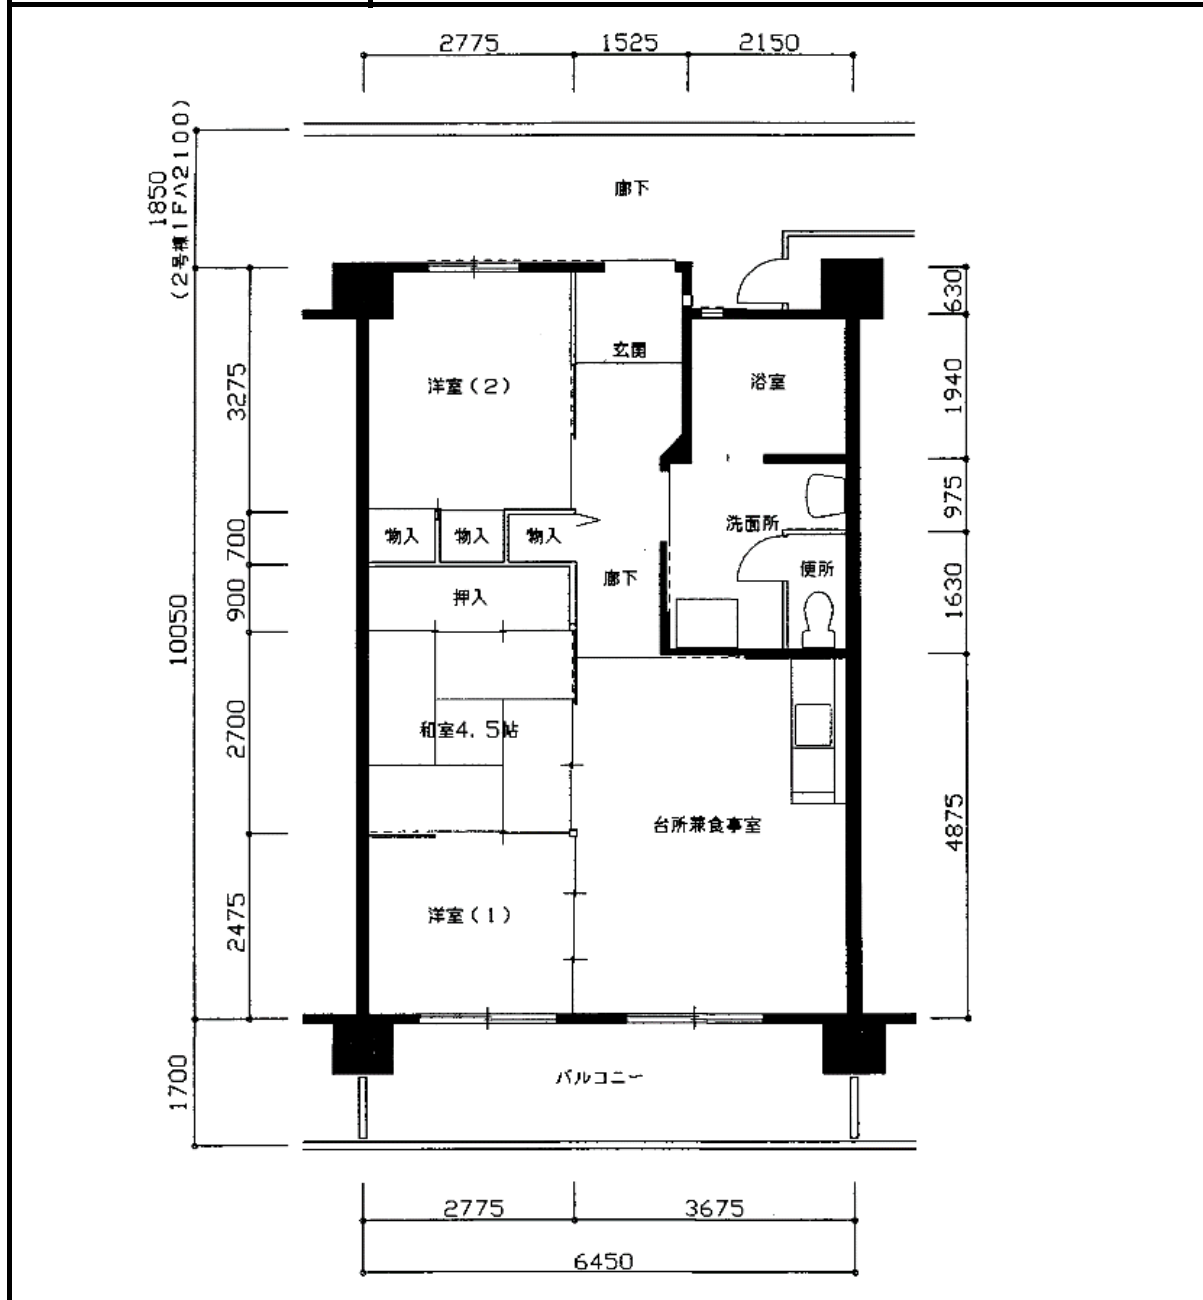 2775
1525
2150
1850
(2号棟1FハA2100)
廊下
630
玄関
洋室(2)
浴室
3275
1940
975
洗面所
物入
物入
物入
700
便所
廊下
押入
900
1630
10050
和室4.5帖
2700
台所兼食事室
4875
洋室(1)
2475
バルコニー
1700
2775
3675
6450